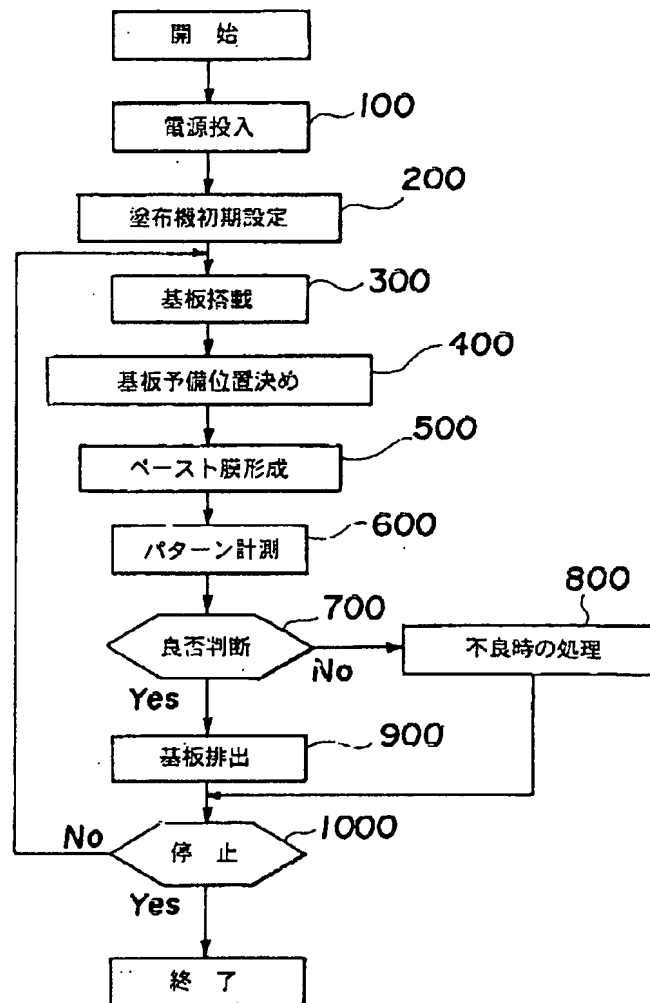 開 始
100
電源投入
200
塗布機初期設定
300
基板搭載
400
基板予備位置決め
500
ペースト膜形成
600
パターン計測
700
800
良否判断
不良時の処理
No
Yes
900
基板排出
1000
No
停 止
Yes
終 了